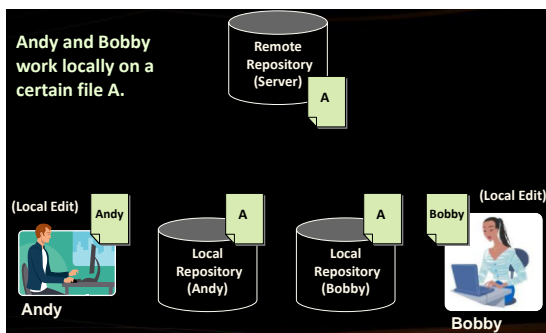 Andy and Bobby
work locally on a
certain file A.
Remote
Repository
(Server)
A
(Local Edit)
Andy
A
A
Bobby
(Local Edit)
Local
Repository
(Andy)
Local
Repository
(Bobby)
Andy
Bobby